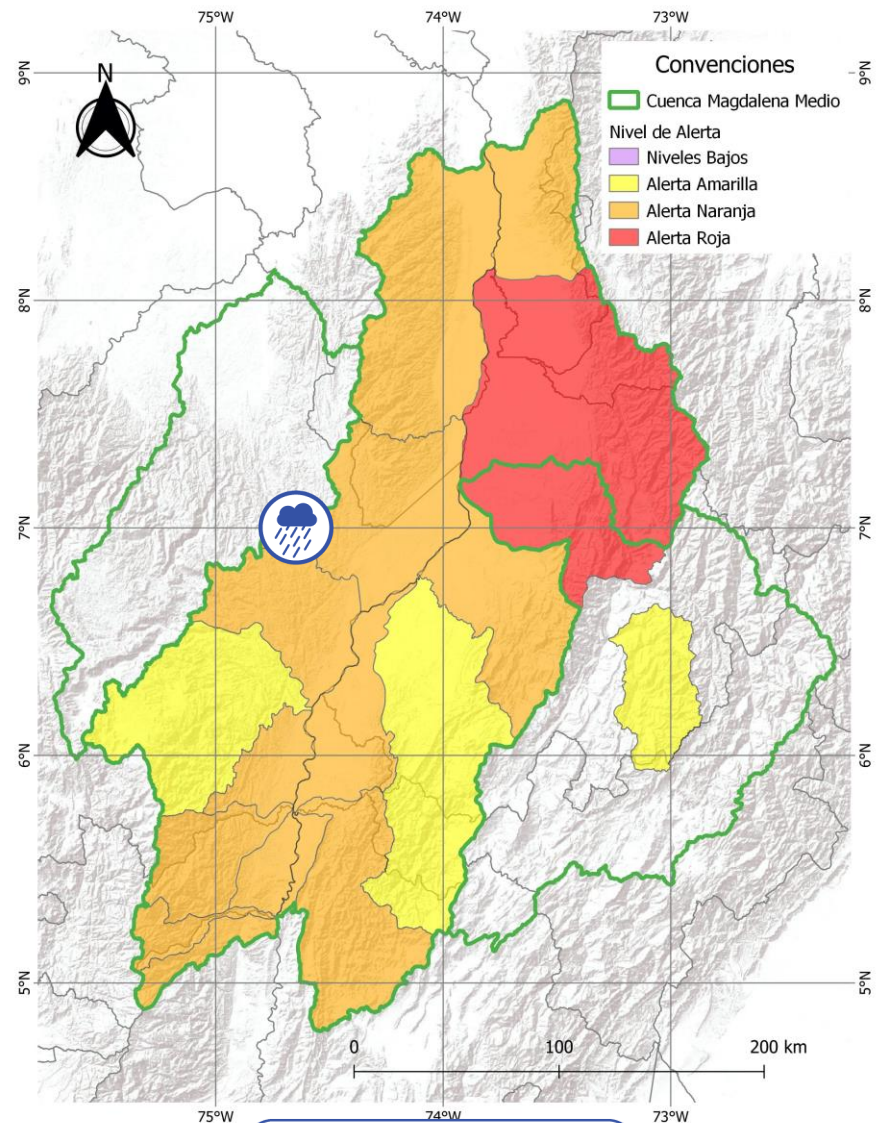 75°W 74°W 73°W
9°N 9°N
N
Convenciones
Cuenca Magdalena Medio
Nivel de Alerta
Niveles Bajos
Alerta Amarilla
Alerta Naranja
Alerta Roja
8°N 8°N
7°N 7°N
6°N 6°N
5°N 5°N
0 100 200 km
75°W 74°W 73°W